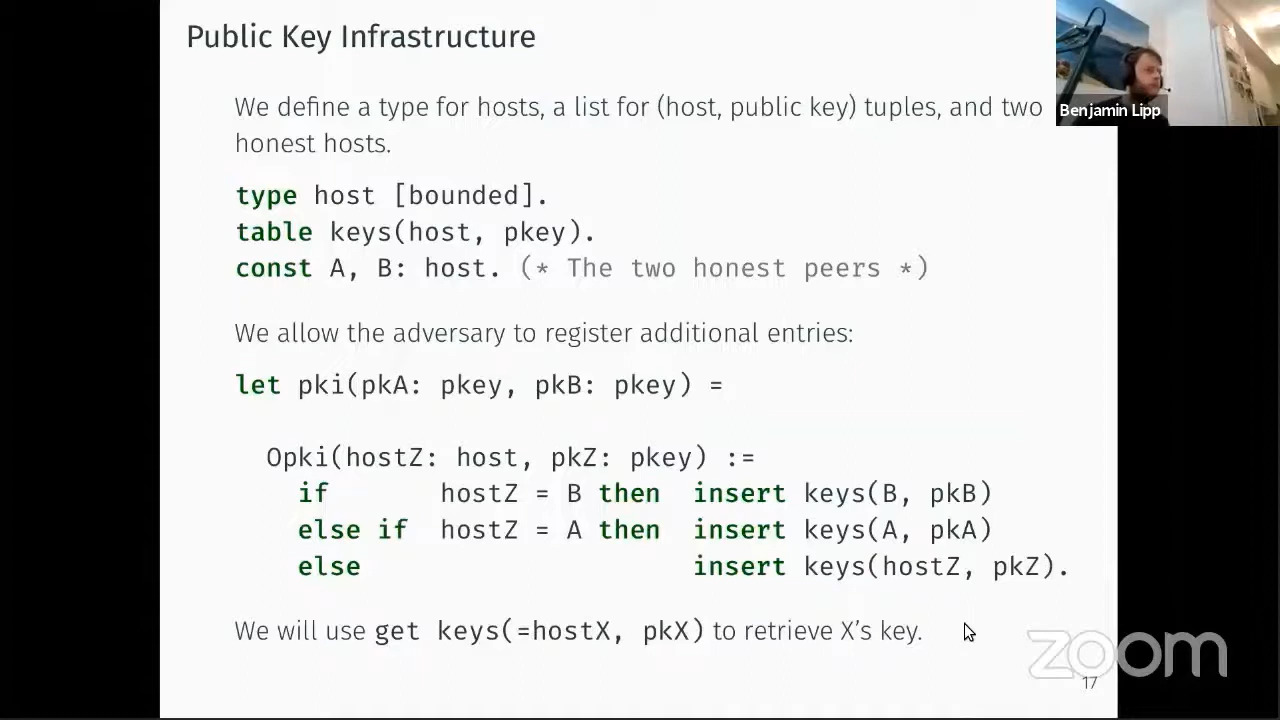 Public Key Infrastructure
Benjamin Lipp
We define a type for hosts, a list for (host, public key) tuples, and two
honest hosts.
type host [bounded].
table keys(host, pkey).
const A, B: host. (* The two honest peers *)
We allow the adversary to register additional entries:
let pki(pkA: pkey, pkB: pkey) =
Opki(hostZ: host, pkZ: pkey) :=
if hostZ = B then insert keys(B, pkB)
else if hostZ = A then insert keys(A, pkA)
else insert keys(hostZ, pkZ).
We will use get keys(=hostX, pkX) to retrieve X's key.
zoom
17